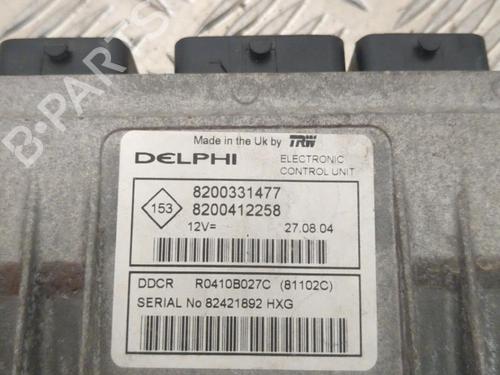 Made in the Uk by TRW
DELPHI
ELECTRONIC
CONTROL UNIT
153
8200331477
8200412258
12V=
27.08 04
DDCR R0410B027C (81102C)
SERIAL No 82421892 HXG
B-PARTS